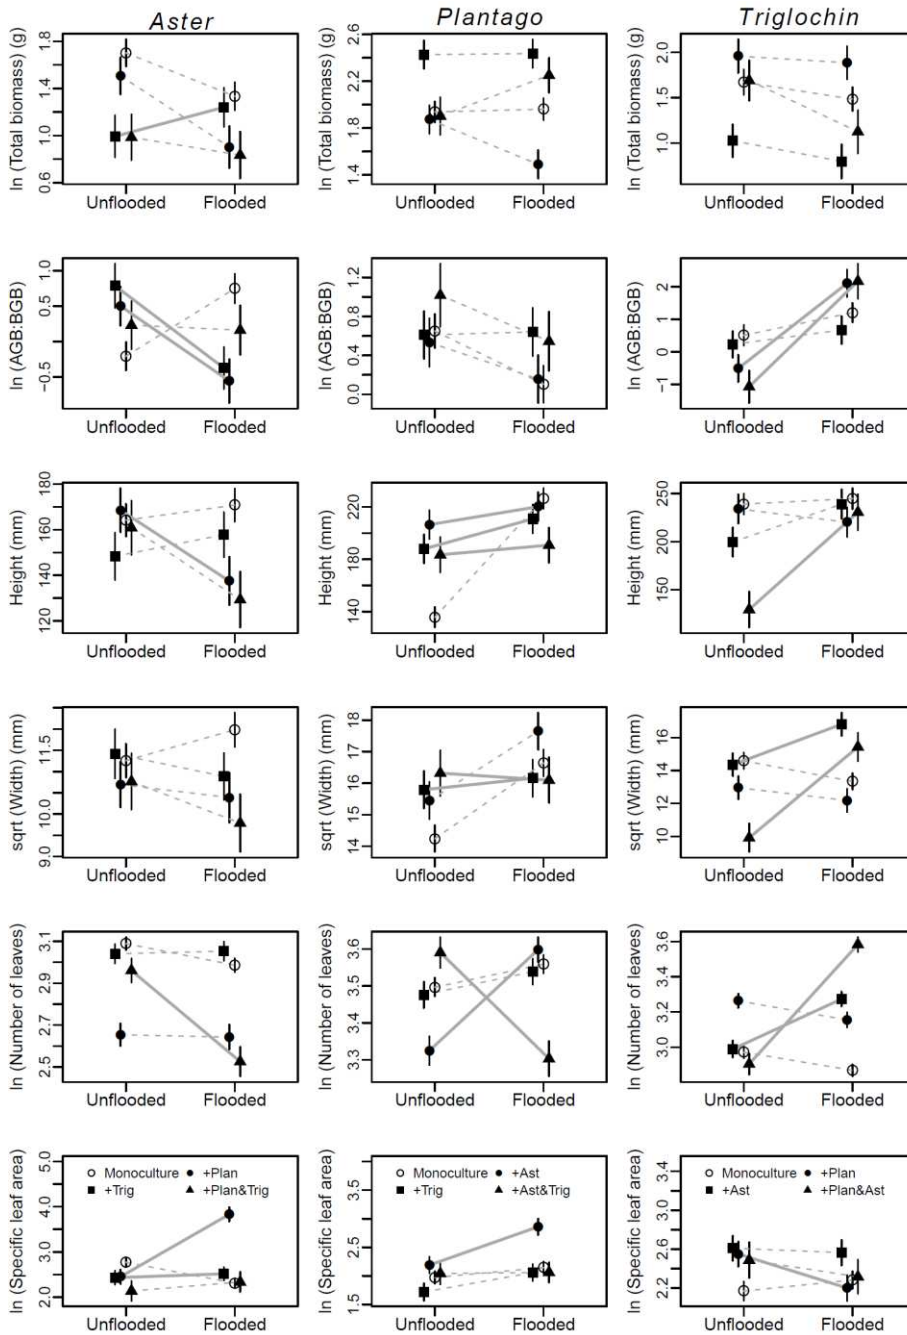 Aster Plantago Triglochin
ln (Total biomass) (g) ln (Total biomass) (g) ln (Total biomass) (g)
1.8 2.6 2.0
1.4 2.2 1.5
1.0 1.8 1.0
0.6 1.4
Unflooded Flooded Unflooded Flooded Unflooded Flooded
ln (AGB:BGB) ln (AGB:BGB) ln (AGB:BGB)
1.0 1.2 2
0.5 0.8 1
−0.5 0.4 0
0.0 −1
Unflooded Flooded Unflooded Flooded Unflooded Flooded
Height (mm) Height (mm) Height (mm)
180 220 250
160 180 200
140 140 150
120
Unflooded Flooded Unflooded Flooded Unflooded Flooded
sqrt (Width) (mm) sqrt (Width) (mm) sqrt (Width) (mm)
11.5 18 16
10.0 17 14
9.0 16 12
15 10
14
Unflooded Flooded Unflooded Flooded Unflooded Flooded
ln (Number of leaves) ln (Number of leaves) ln (Number of leaves)
3.1 3.6 3.6
2.9 3.5 3.2
2.7 3.4 3.0
2.5 3.3
Unflooded Flooded Unflooded Flooded Unflooded Flooded
ln (Specific leaf area) ln (Specific leaf area) ln (Specific leaf area)
5.0 3.5 3.4
4.0 2.5 3.0
3.0 1.5 2.6
2.0 2.2
Monoculture +Plan Monoculture +Ast Monoculture +Plan
+Trig +Plan&Trig +Trig +Ast&Trig +Ast +Plan&Ast
Unflooded Flooded Unflooded Flooded Unflooded Flooded